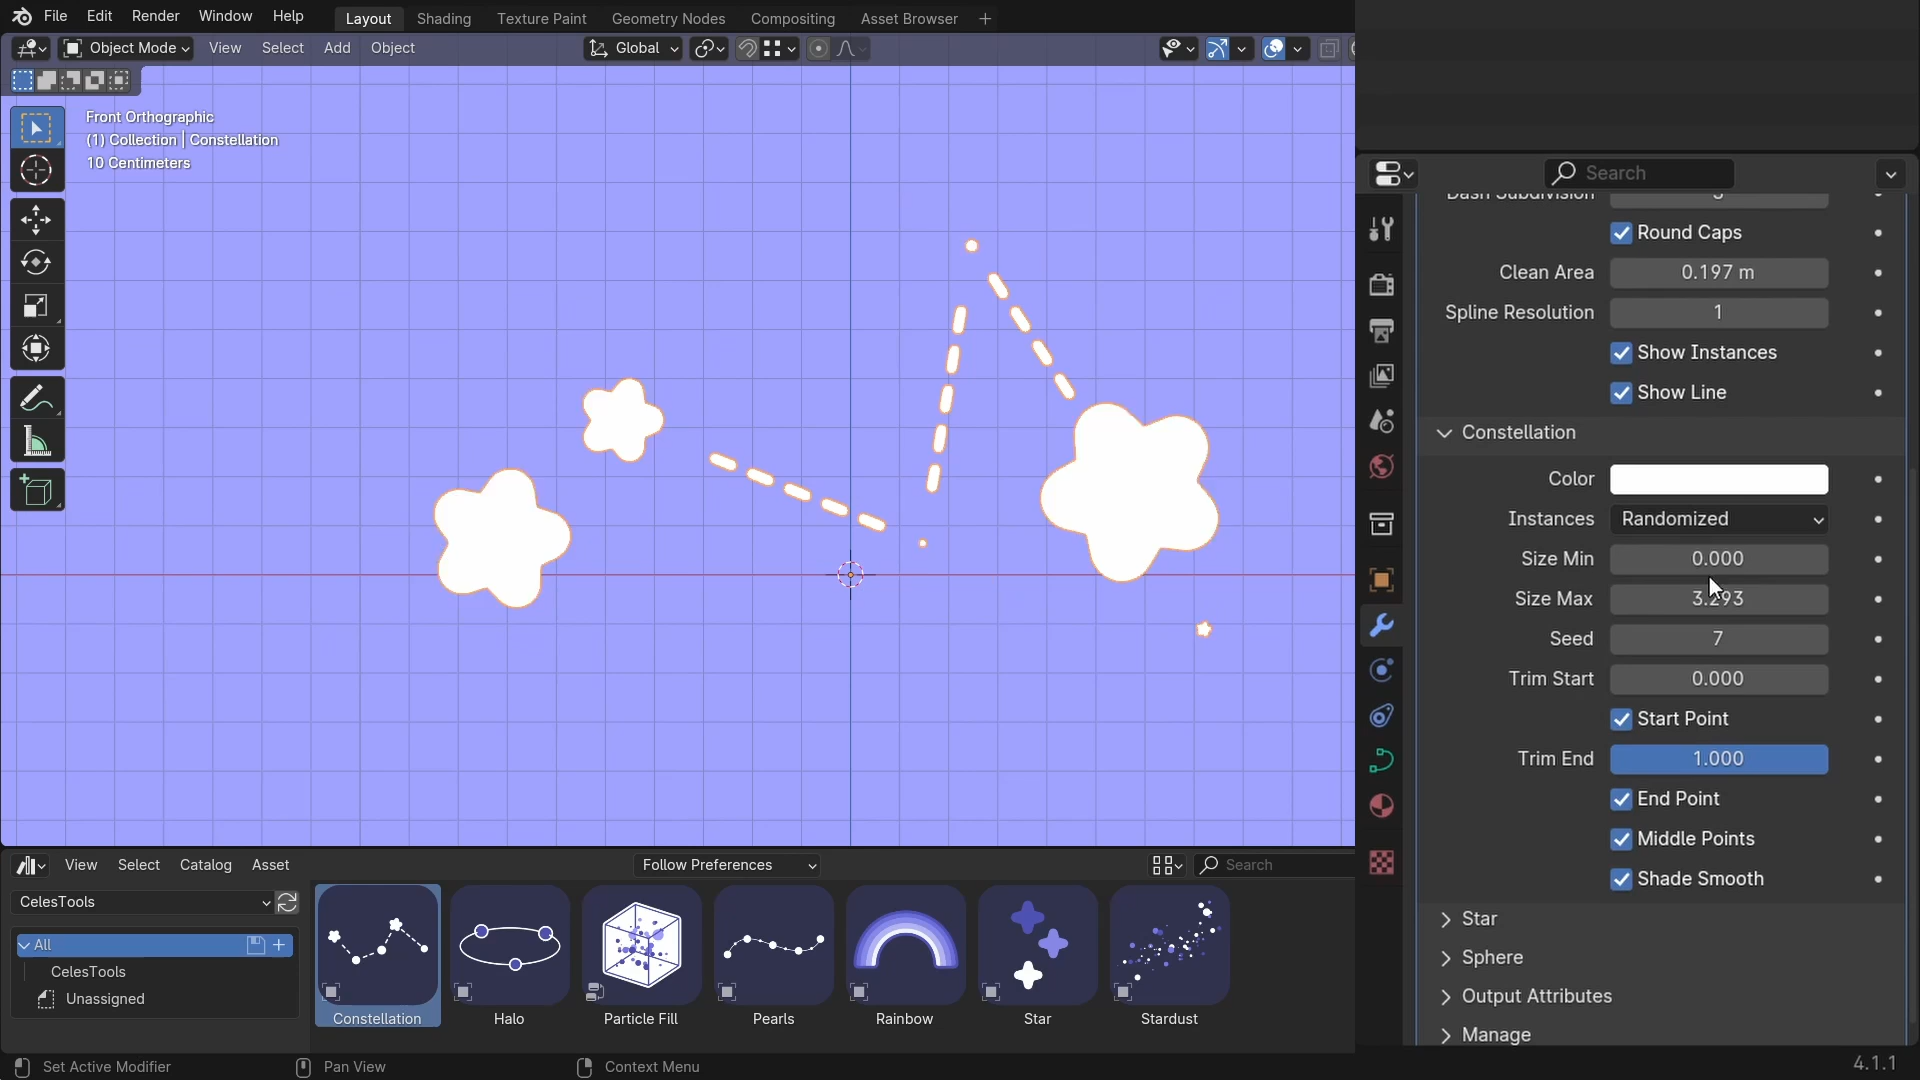 File Edit Render Window Help Layout Shading Texture Paint Geometry Nodes Compositing Asset Browser +
Object Mode View Select Add Object Global
Front Orthographic
(1) Collection | Constellation
10 Centimeters
Search
Dash Subdivision
Round Caps
Clean Area 0.197 m
Spline Resolution 1
Show Instances
Show Line
Constellation
Color
Instances Randomized
Size Min 0.000
Size Max 3.293
Seed 7
Trim Start 0.000
Start Point
Trim End 1.000
End Point
Middle Points
Shade Smooth
Star
Sphere
Output Attributes
Manage
View Select Catalog Asset Follow Preferences Search
CelesTools
All
CelesTools
Unassigned
Constellation Halo Particle Fill Pearls Rainbow Star Stardust
Set Active Modifier Pan View Context Menu 4.1.1